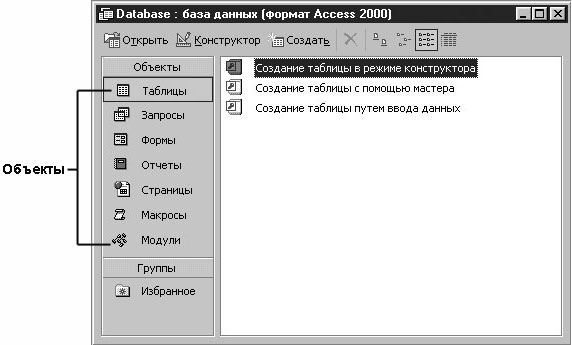 Database : база данных (формат Access 2000)
Открыть Конструктор Создать
Объекты
Таблицы
Запросы
Формы
Отчеты
Страницы
Макросы
Модули
Группы
Избранное
Создание таблицы в режиме конструктора
Создание таблицы с помощью мастера
Создание таблицы путем ввода данных
Объекты